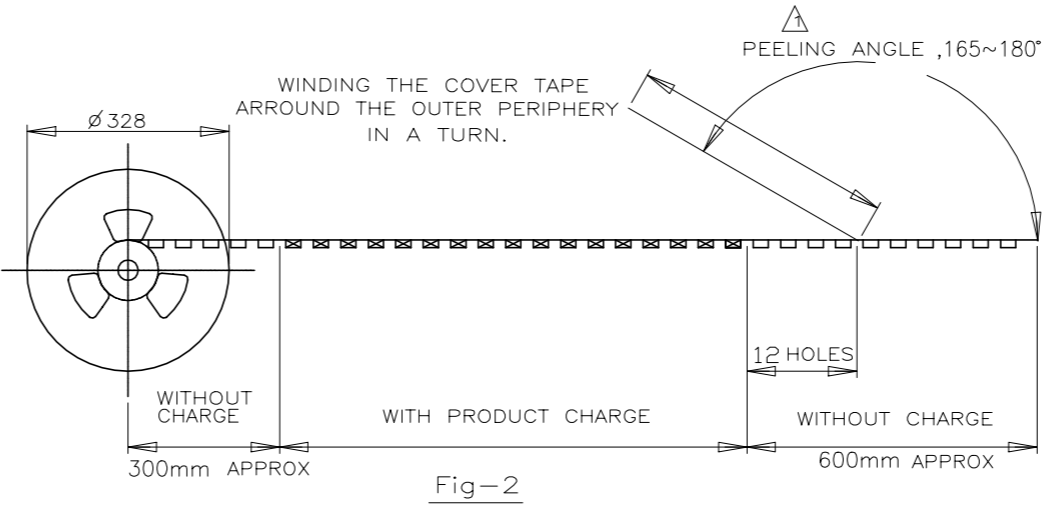 1
PEELING ANGLE ,165~180°
WINDING THE COVER TAPE
ARROUND THE OUTER PERIPHERY
IN A TURN.
Ø328
12 HOLES
WITHOUT
CHARGE
WITH PRODUCT CHARGE
WITHOUT CHARGE
300mm APPROX
600mm APPROX
Fig-2